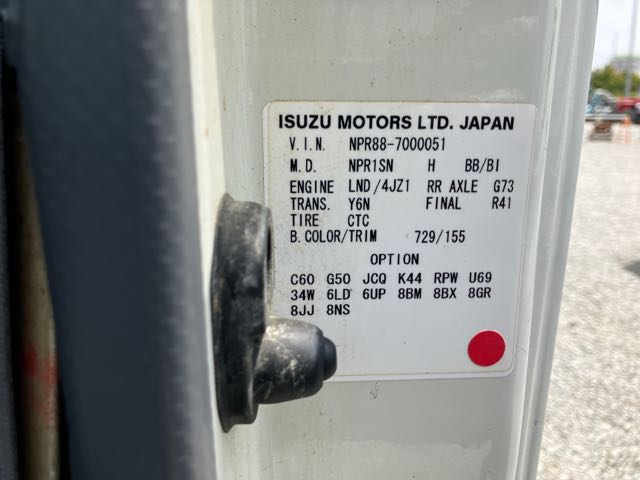 ISUZU MOTORS LTD. JAPAN
V.I.N. NPR88-7000051
M.D. NPR1SN H BB/BI
ENGINE LND/4JZ1 RR AXLE G73
TRANS. Y6N FINAL R41
TIRE CTC
B.COLOR/TRIM 729/155
OPTION
C60 G50 JCQ K44 RPW U69
34W 6LD 6UP 8BM 8BX 8GR
8JJ 8NS